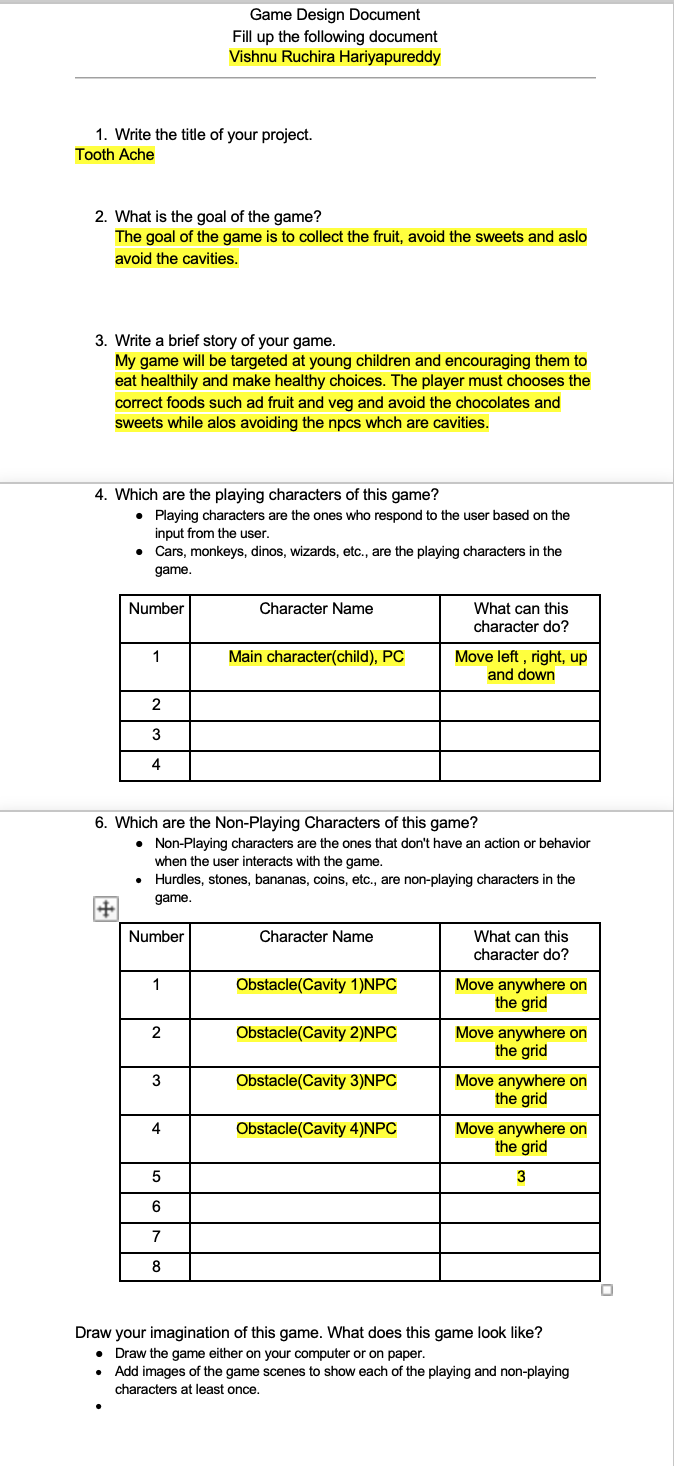 Game Design Document
Fill up the following document
Vishnu Ruchira Hariyapureddy
1. Write the title of your project.
Tooth Ache
2. What is the goal of the game?
The goal of the game is to collect the fruit, avoid the sweets and aslo
avoid the cavities.
3. Write a brief story of your game.
My game will be targeted at young children and encouraging them to
eat healthily and make healthy choices. The player must chooses the
correct foods such ad fruit and veg and avoid the chocolates and
sweets while alos avoiding the npcs whch are cavities.
4. Which are the playing characters of this game?
● Playing characters are the ones who respond to the user based on the
input from the user.
● Cars, monkeys, dinos, wizards, etc., are the playing characters in the
game.
Number Character Name What can this
character do?
1 Main character(child), PC Move left , right, up
and down
2
3
4
6. Which are the Non-Playing Characters of this game?
● Non-Playing characters are the ones that don't have an action or behavior
when the user interacts with the game.
● Hurdles, stones, bananas, coins, etc., are non-playing characters in the
game.
Number Character Name What can this
character do?
1 Obstacle(Cavity 1)NPC Move anywhere on
the grid
2 Obstacle(Cavity 2)NPC Move anywhere on
the grid
3 Obstacle(Cavity 3)NPC Move anywhere on
the grid
4 Obstacle(Cavity 4)NPC Move anywhere on
the grid
5 3
6
7
8
Draw your imagination of this game. What does this game look like?
● Draw the game either on your computer or on paper.
● Add images of the game scenes to show each of the playing and non-playing
characters at least once.
●